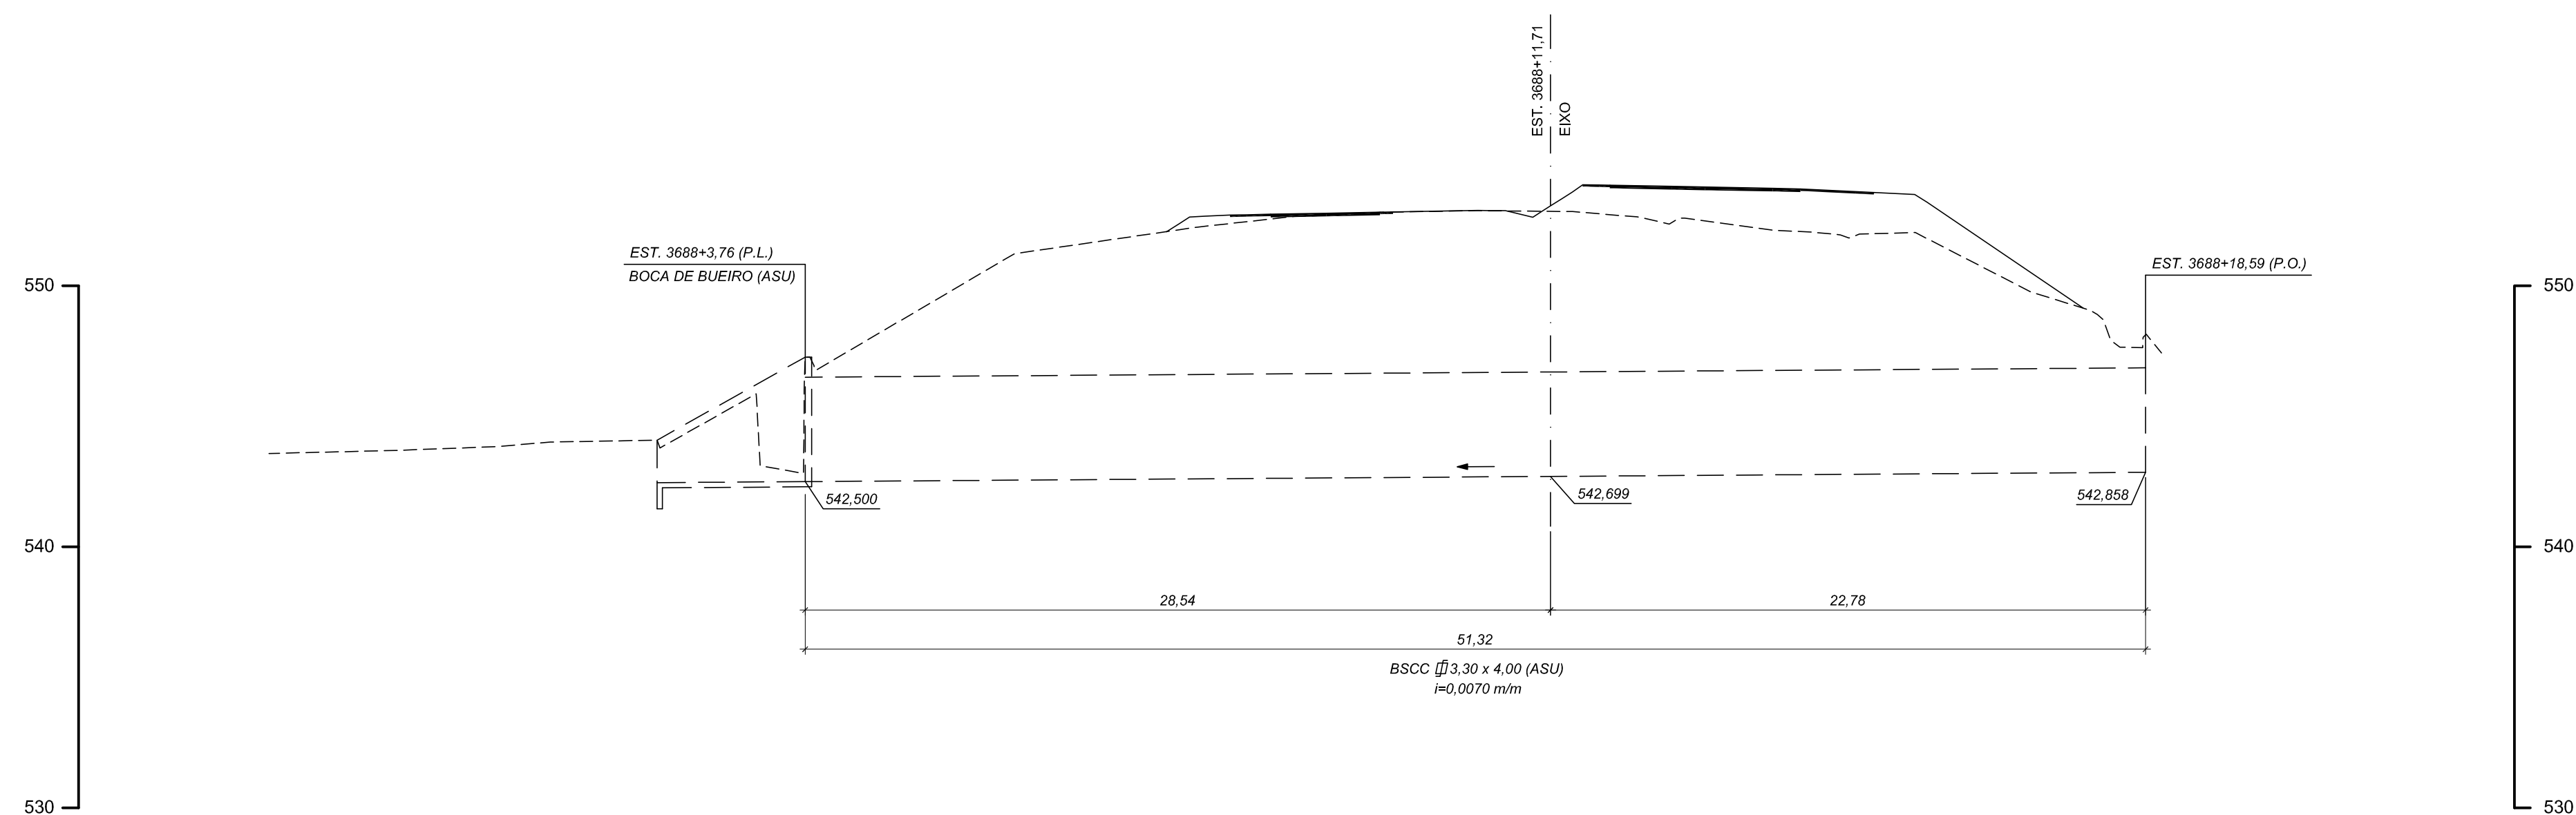 EST. 3688+11,71
EIXO
EST. 3688+3,76 (P.L.)
BOCA DE BUEIRO (ASU)
EST. 3688+18,59 (P.O.)
550
550
542,500
542,699
542,858
540
540
28,54
22,78
51,32
BSCC 3,30 x 4,00 (ASU)
i=0,0070 m/m
530
530